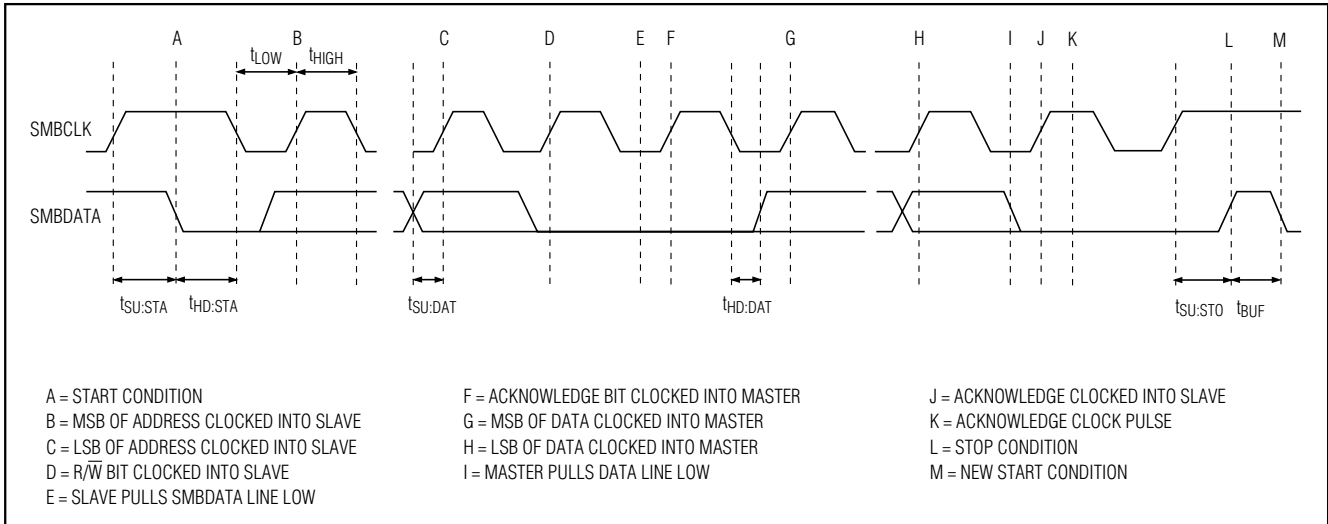 A B C D E F G H I J K L M
tLOW tHIGH
SMBCLK
SMBDATA
tSU:STA tHD:STA tSU:DAT tHD:DAT tSU:STO tBUF
A = START CONDITION
B = MSB OF ADDRESS CLOCKED INTO SLAVE
C = LSB OF ADDRESS CLOCKED INTO SLAVE
D = R/W̅ BIT CLOCKED INTO SLAVE
E = SLAVE PULLS SMBDATA LINE LOW
F = ACKNOWLEDGE BIT CLOCKED INTO MASTER
G = MSB OF DATA CLOCKED INTO MASTER
H = LSB OF DATA CLOCKED INTO MASTER
I = MASTER PULLS DATA LINE LOW
J = ACKNOWLEDGE CLOCKED INTO SLAVE
K = ACKNOWLEDGE CLOCK PULSE
L = STOP CONDITION
M = NEW START CONDITION